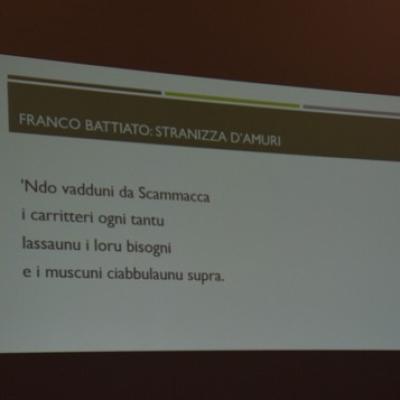 FRANCO BATTIATO: STRANIZZA D'AMURI
'Ndo vadduni da Scammacca
i carritteri ogni tantu
lassaunu i loru bisogni
e i muscuni ciabbulaunu supra.